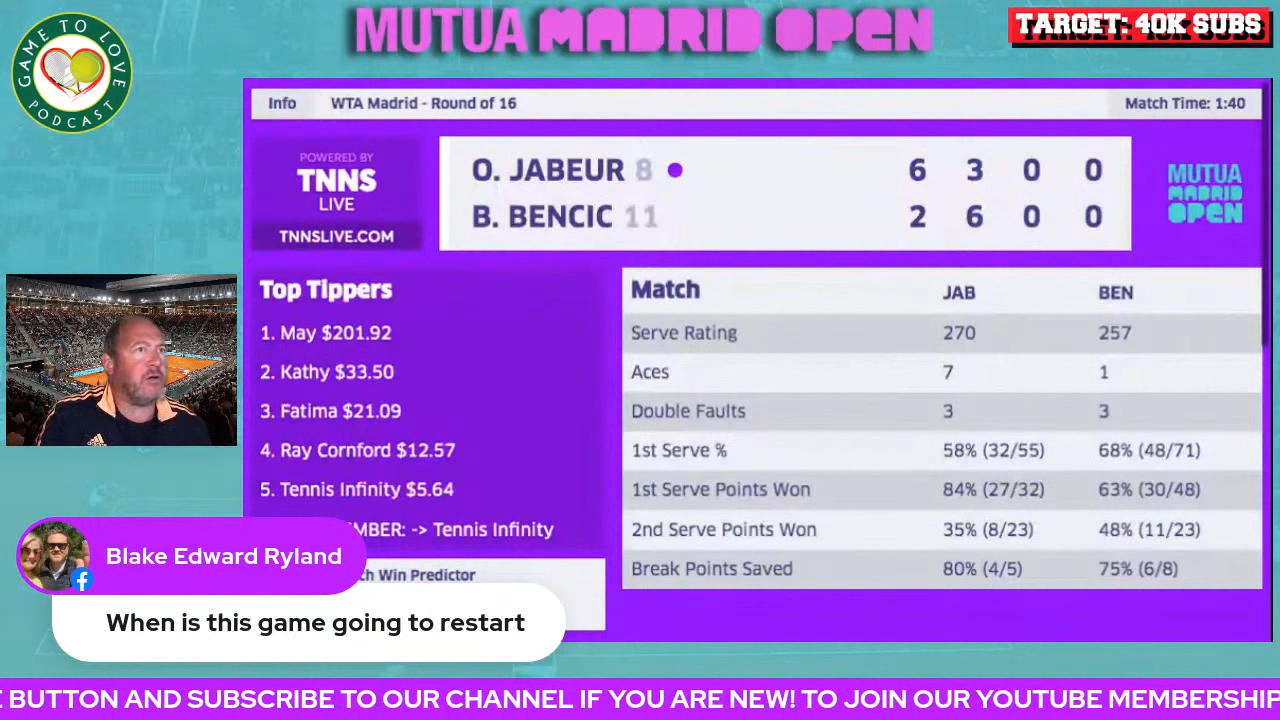 GAME TO LOVE
PODCAST
MUTUA MADRID OPEN
TARGET: 40K SUBS
Info
WTA Madrid - Round of 16
Match Time: 1:40
POWERED BY
TNNS
LIVE
TNNSLIVE.COM
O. JABEUR 8 6 3 0 0
B. BENCIC 11 2 6 0 0
MUTUA
MADRID
OPEN
Top Tippers
1. May $201.92
2. Kathy $33.50
3. Fatima $21.09
4. Ray Cornford $12.57
5. Tennis Infinity $5.64
MBER: -> Tennis Infinity
ch Win Predictor
Match JAB BEN
Serve Rating 270 257
Aces 7 1
Double Faults 3 3
1st Serve % 58% (32/55) 68% (48/71)
1st Serve Points Won 84% (27/32) 63% (30/48)
2nd Serve Points Won 35% (8/23) 48% (11/23)
Break Points Saved 80% (4/5) 75% (6/8)
Blake Edward Ryland
When is this game going to restart
E BUTTON AND SUBSCRIBE TO OUR CHANNEL IF YOU ARE NEW! TO JOIN OUR YOUTUBE MEMBERSHIP